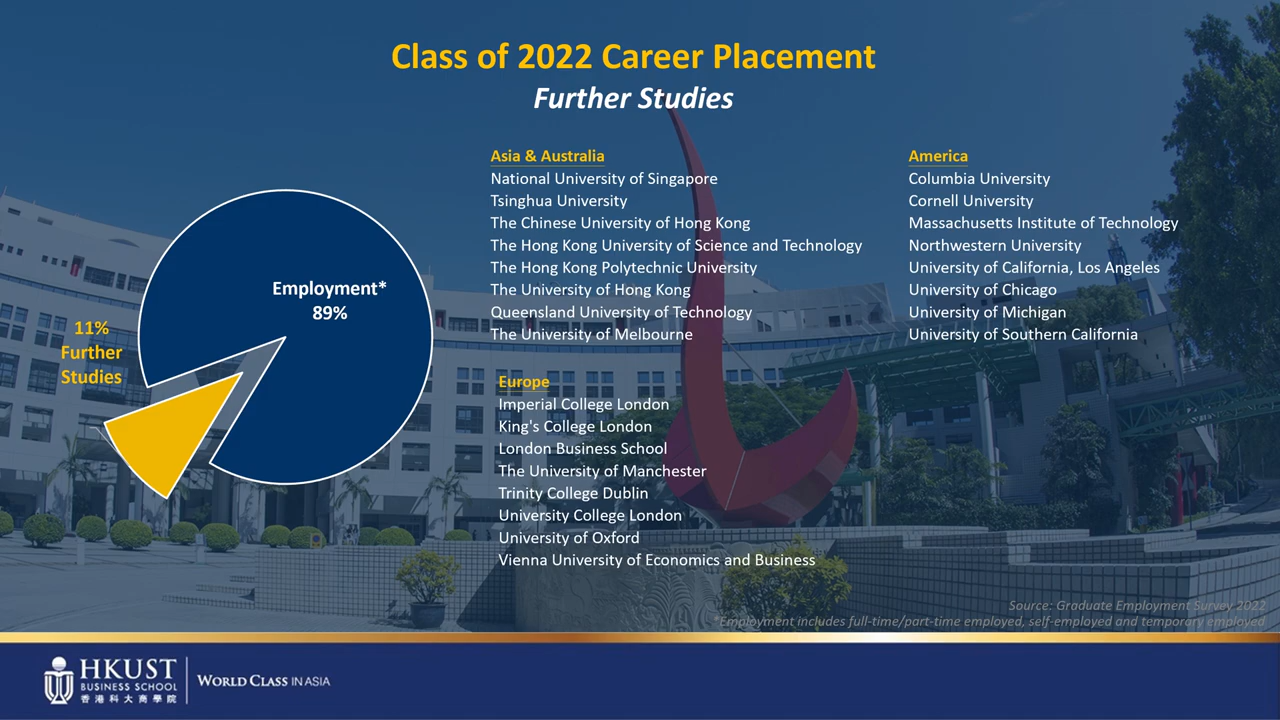 Class of 2022 Career Placement
Further Studies
Employment*
89%
11%
Further
Studies
Asia & Australia
National University of Singapore
Tsinghua University
The Chinese University of Hong Kong
The Hong Kong University of Science and Technology
The Hong Kong Polytechnic University
The University of Hong Kong
Queensland University of Technology
The University of Melbourne
America
Columbia University
Cornell University
Massachusetts Institute of Technology
Northwestern University
University of California, Los Angeles
University of Chicago
University of Michigan
University of Southern California
Europe
Imperial College London
King's College London
London Business School
The University of Manchester
Trinity College Dublin
University College London
University of Oxford
Vienna University of Economics and Business
Source: Graduate Employment Survey 2022
*Employment includes full-time/part-time employed, self-employed and temporary employed
HKUST
BUSINESS SCHOOL
香港科大商學院
WORLD CLASS IN ASIA